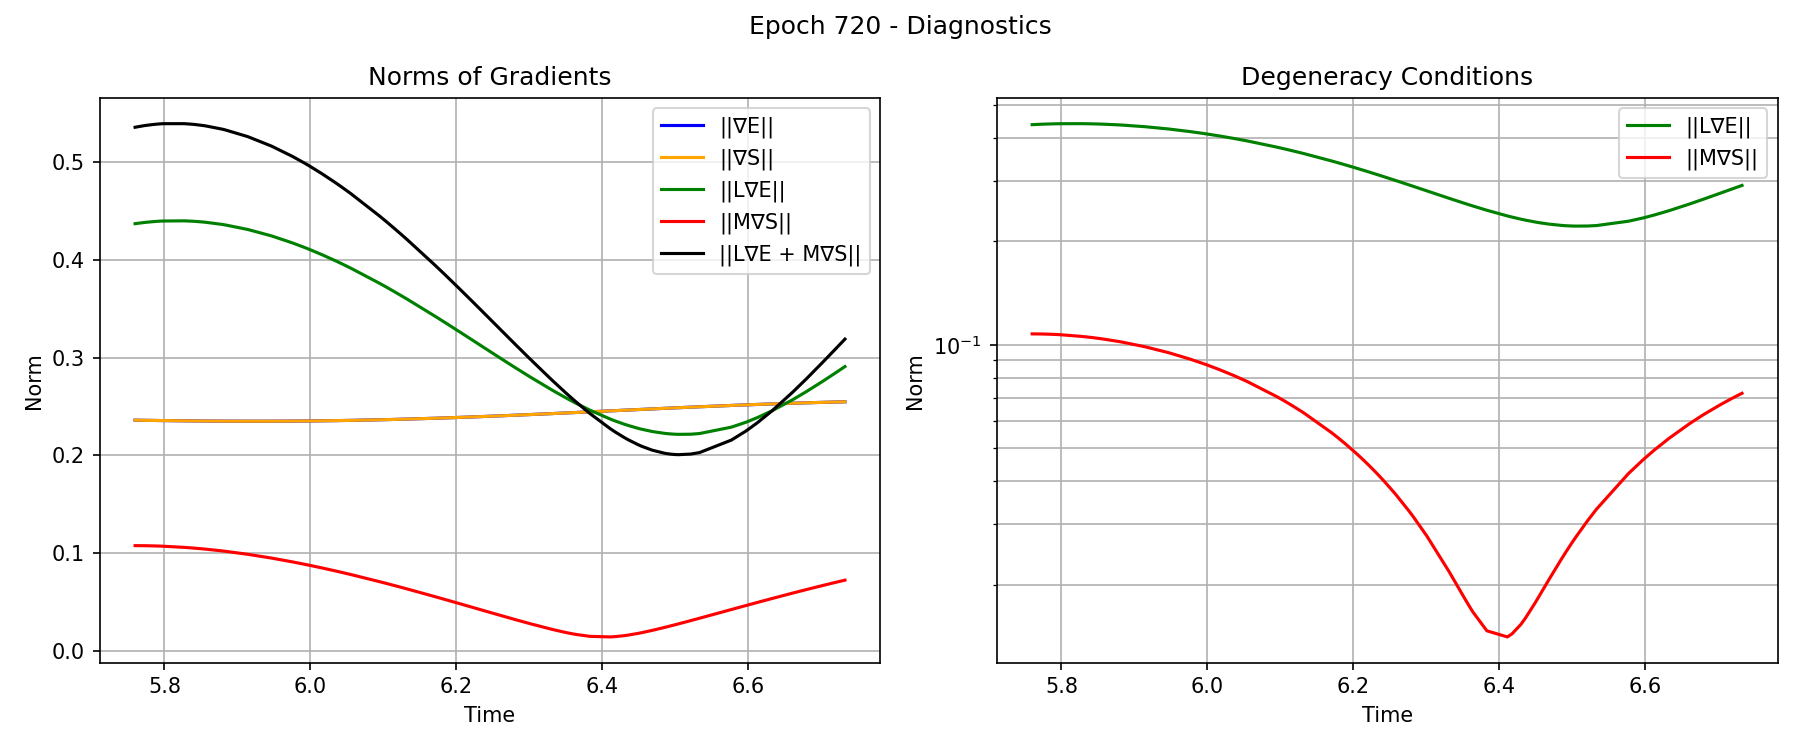 Epoch 720 - Diagnostics
Norms of Gradients
Norm
0.5
0.4
0.3
0.2
0.1
0.0
||∇E||
||∇S||
||L∇E||
||M∇S||
||L∇E + M∇S||
5.8 6.0 6.2 6.4 6.6
Time
Degeneracy Conditions
Norm
10⁻¹
||L∇E||
||M∇S||
5.8 6.0 6.2 6.4 6.6
Time